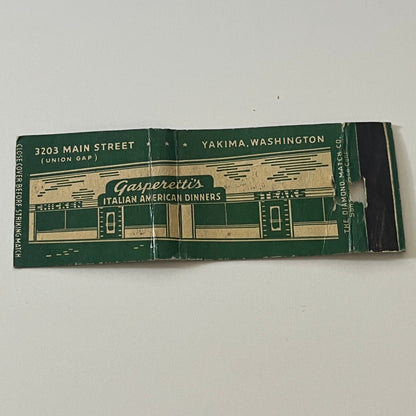 3203 MAIN STREET
(UNION GAP)
YAKIMA, WASHINGTON
Gasperetti's
ITALIAN AMERICAN DINNERS
CHICKEN
STEAKS
CLOSE COVER BEFORE STRIKING MATCH
THE DIAMOND MATCH CO.